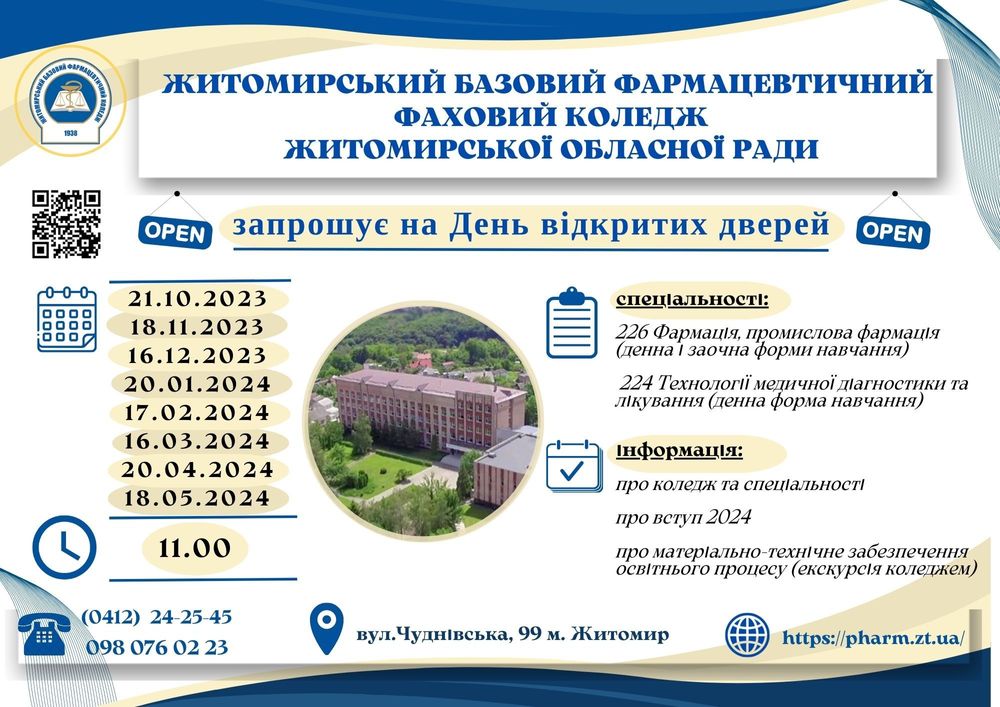 ЖИТОМИРСЬКИЙ БАЗОВИЙ ФАРМАЦЕВТИЧНИЙ КОЛЕДЖ
1938
ЖИТОМИРСЬКИЙ БАЗОВИЙ ФАРМАЦЕВТИЧНИЙ
ФАХОВИЙ КОЛЕДЖ
ЖИТОМИРСЬКОЇ ОБЛАСНОЇ РАДИ
OPEN
запрошує на День відкритих дверей
OPEN
21.10.2023
18.11.2023
16.12.2023
20.01.2024
17.02.2024
16.03.2024
20.04.2024
18.05.2024
11.00
спеціальності:
226 Фармація, промислова фармація
(денна і заочна форми навчання)
224 Технології медичної діагностики та
лікування (денна форма навчання)
інформація:
про коледж та спеціальності
про вступ 2024
про матеріально-технічне забезпечення
освітнього процесу (екскурсія коледжем)
(0412) 24-25-45
098 076 02 23
вул.Чуднівська, 99 м. Житомир
https://pharm.zt.ua/